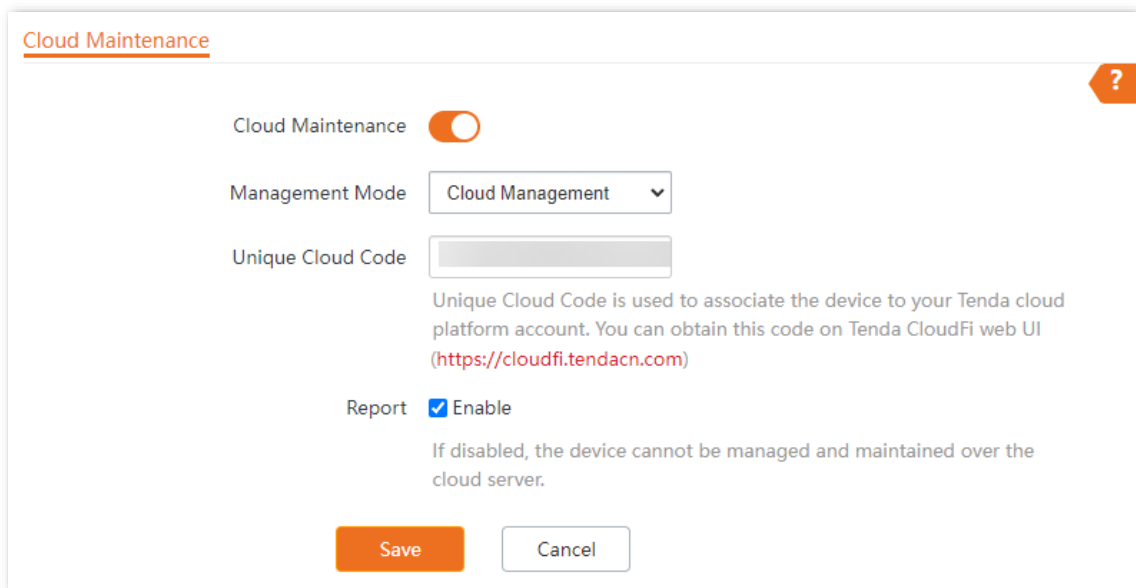 Cloud Maintenance
?
Cloud Maintenance
Management Mode Cloud Management
Unique Cloud Code
Unique Cloud Code is used to associate the device to your Tenda cloud
platform account. You can obtain this code on Tenda CloudFi web UI
(https://cloudfi.tendacn.com)
Report Enable
If disabled, the device cannot be managed and maintained over the
cloud server.
Save Cancel